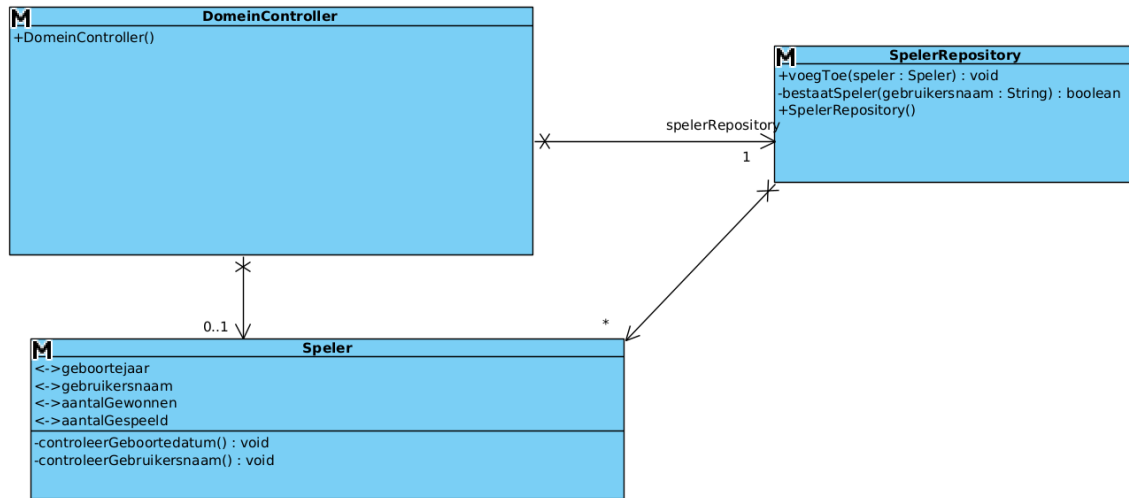 M
DomeinController
+DomeinController()
M
SpelerRepository
+voegToe(speler : Speler) : void
-bestaatSpeler(gebruikersnaam : String) : boolean
+SpelerRepository()
spelerRepository
1
0..1
*
M
Speler
<->geboortejaar
<->gebruikersnaam
<->aantalGewonnen
<->aantalGespeeld
-controleerGeboortedatum() : void
-controleerGebruikersnaam() : void